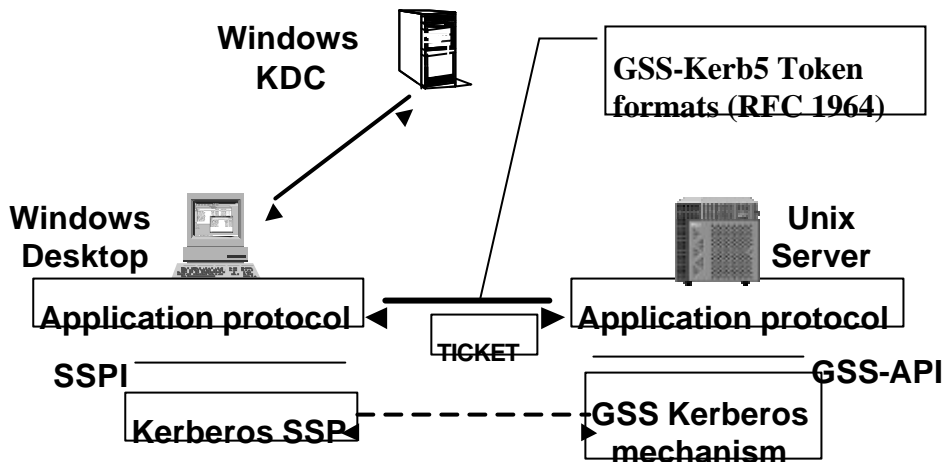 Windows
KDC
GSS-Kerb5 Token
formats (RFC 1964)
Windows
Desktop
Unix
Server
Application protocol
Application protocol
TICKET
SSPI
GSS-API
Kerberos SSP
GSS Kerberos
mechanism